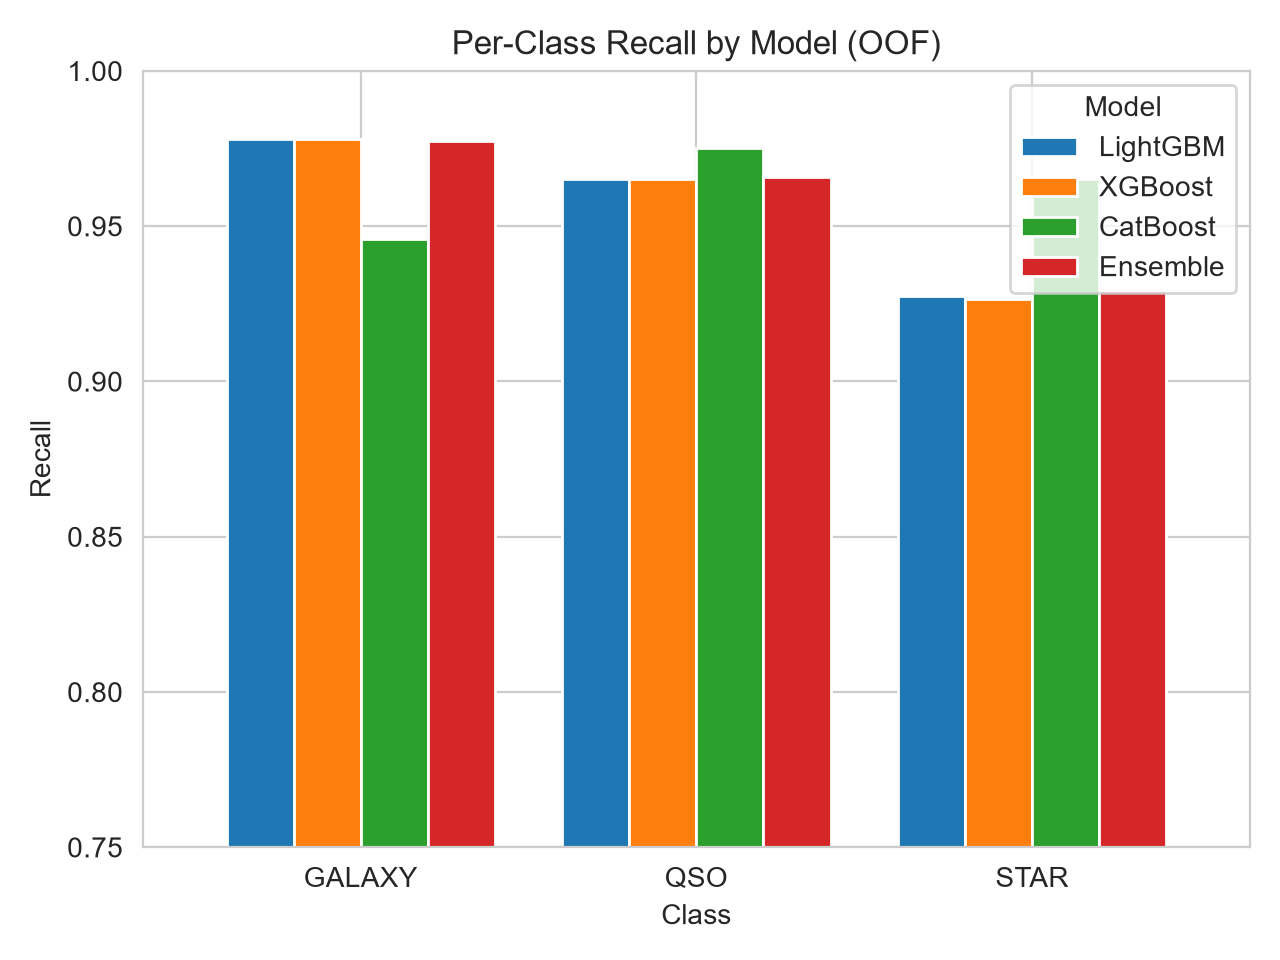 Per-Class Recall by Model (OOF)
1.00
0.95
0.90
0.85
0.80
0.75
Recall
Model
LightGBM
XGBoost
CatBoost
Ensemble
GALAXY
QSO
STAR
Class